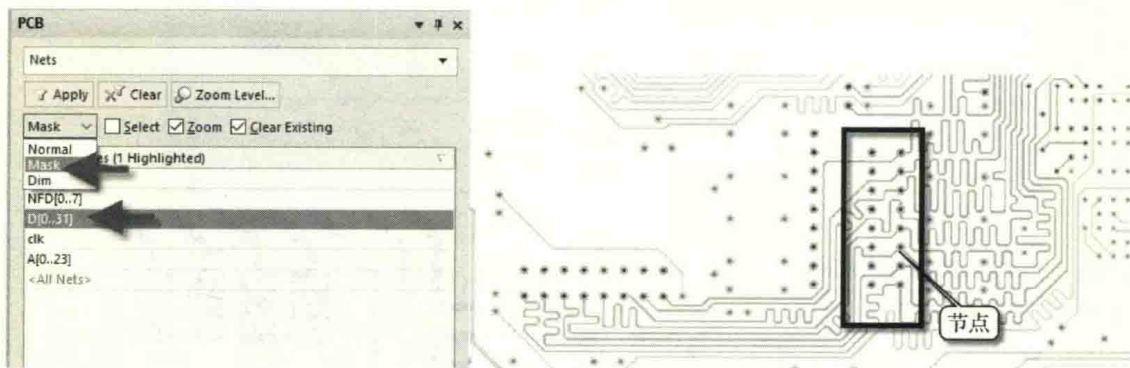 PCB
Nets
Apply Clear Zoom Level...
Mask Select Zoom Clear Existing
Normal
Mask es (1 Highlighted)
Dim
NFD[0..7]
D[0..31]
clk
A[0..23]
<All Nets>
节点